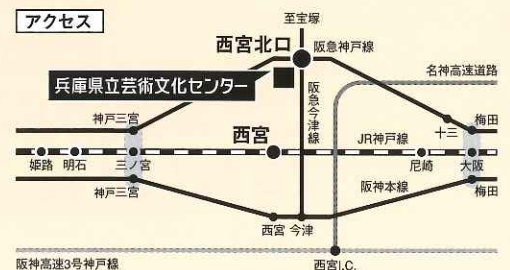 アクセス
至宝塚
西宮北口
阪急神戸線
兵庫県立芸術文化センター
阪急今津線
名神高速道路
神戸三宮
十三
梅田
西宮
JR神戸線
姫路
明石
三ノ宮
尼崎
大阪
神戸三宮
阪神本線
梅田
西宮
今津
阪神高速3号神戸線
西宮I.C.